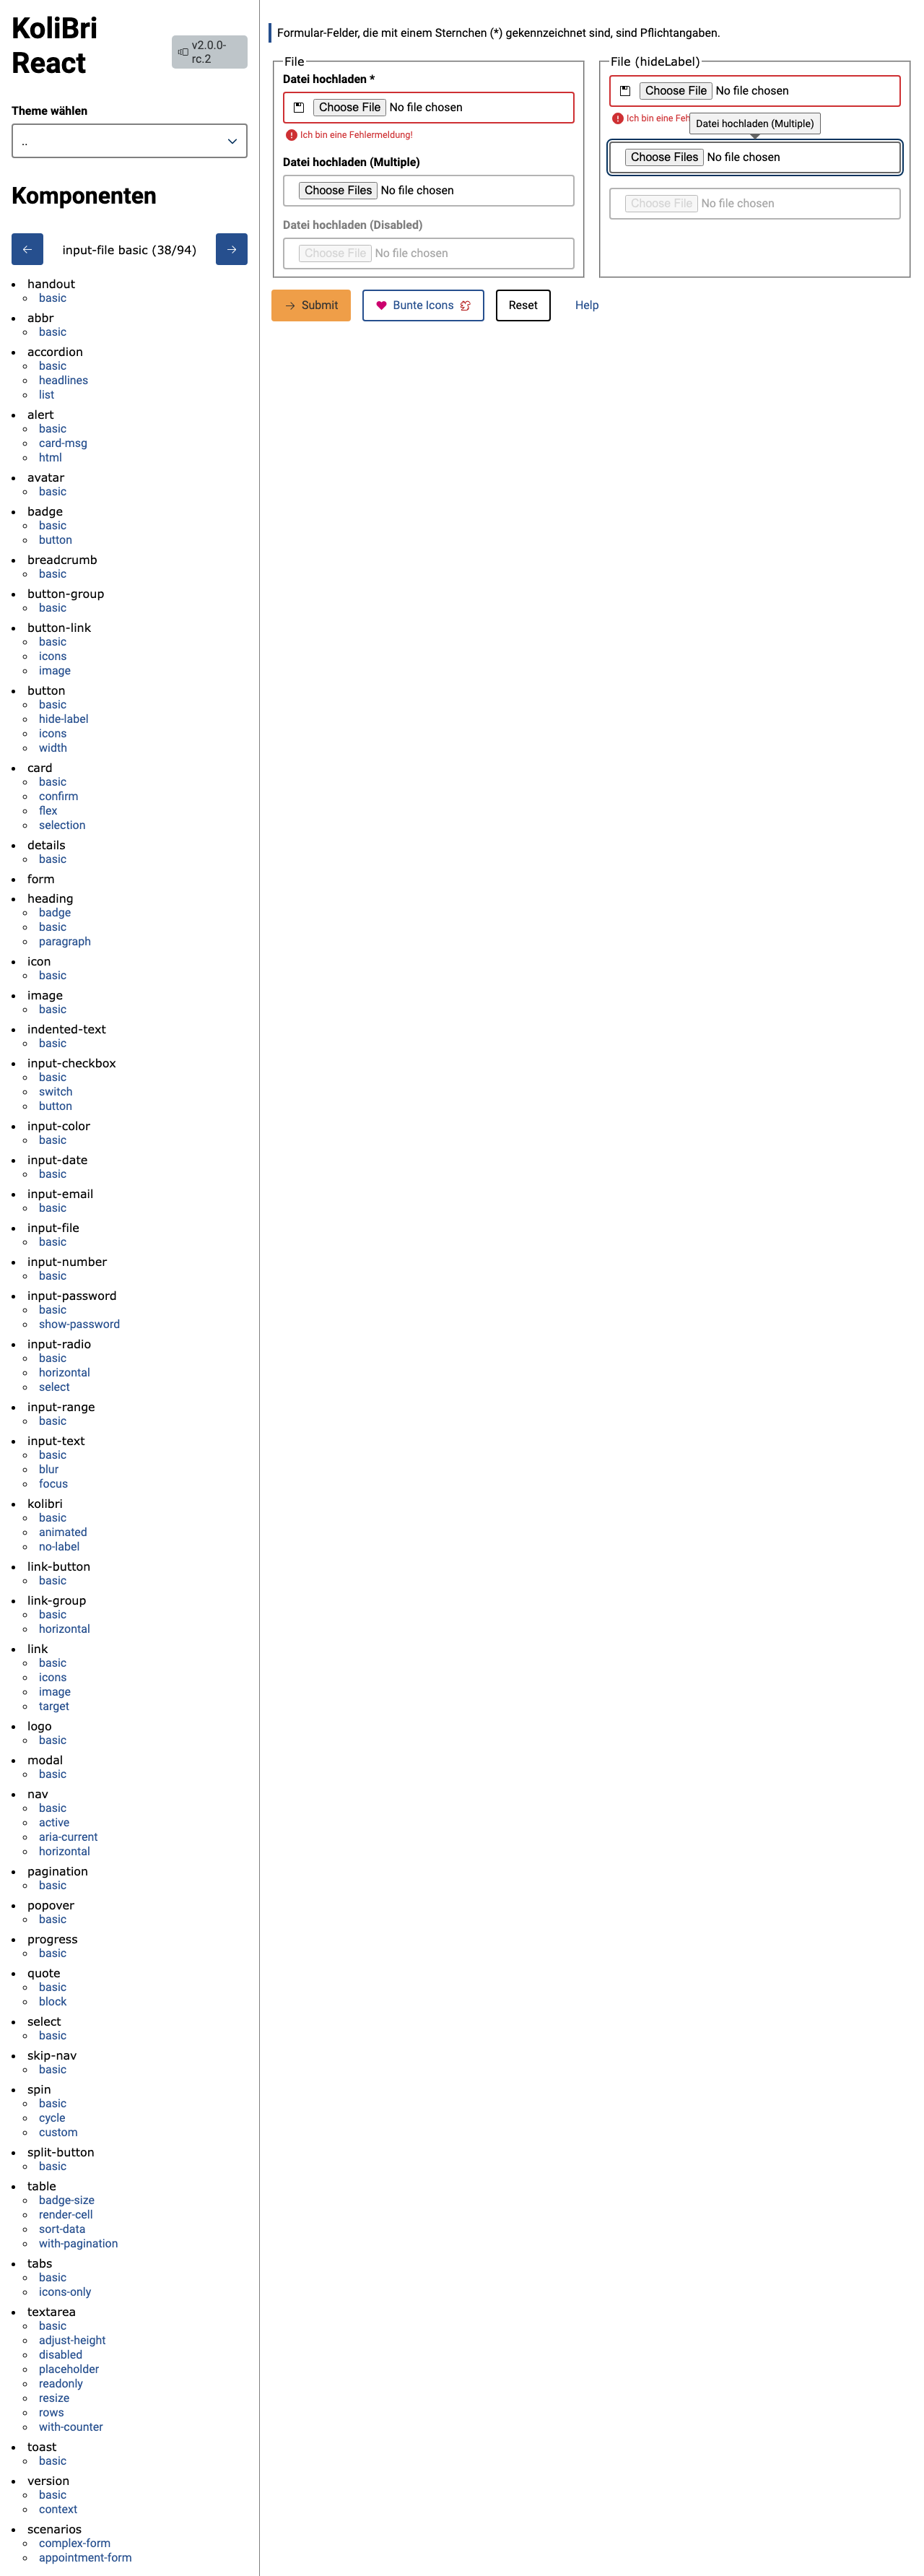 KoliBri
React
v2.0.0-
rc.2
Theme wählen
..
Komponenten
input-file basic (38/94)
handout
basic
abbr
basic
accordion
basic
headlines
list
alert
basic
card-msg
html
avatar
basic
badge
basic
button
breadcrumb
basic
button-group
basic
button-link
basic
icons
image
button
basic
hide-label
icons
width
card
basic
confirm
flex
selection
details
basic
form
heading
badge
basic
paragraph
icon
basic
image
basic
indented-text
basic
input-checkbox
basic
switch
button
input-color
basic
input-date
basic
input-email
basic
input-file
basic
input-number
basic
input-password
basic
show-password
input-radio
basic
horizontal
select
input-range
basic
input-text
basic
blur
focus
kolibri
basic
animated
no-label
link-button
basic
link-group
basic
horizontal
link
basic
icons
image
target
logo
basic
modal
basic
nav
basic
active
aria-current
horizontal
pagination
basic
popover
basic
progress
basic
quote
basic
block
select
basic
skip-nav
basic
spin
basic
cycle
custom
split-button
basic
table
badge-size
render-cell
sort-data
with-pagination
tabs
basic
icons-only
textarea
basic
adjust-height
disabled
placeholder
readonly
resize
rows
with-counter
toast
basic
version
basic
context
scenarios
complex-form
appointment-form
Formular-Felder, die mit einem Sternchen (*) gekennzeichnet sind, sind Pflichtangaben.
File
Datei hochladen *
Choose File No file chosen
Ich bin eine Fehlermeldung!
Datei hochladen (Multiple)
Choose Files No file chosen
Datei hochladen (Disabled)
Choose File No file chosen
File (hideLabel)
Choose File No file chosen
Ich bin eine Feh
Datei hochladen (Multiple)
Choose Files No file chosen
Choose File No file chosen
Submit
Bunte Icons
Reset
Help